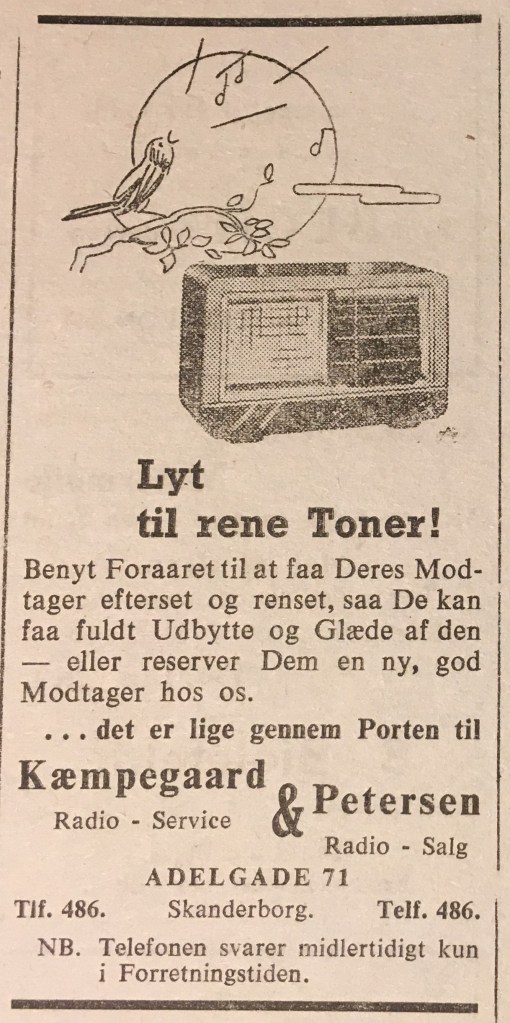 Lyt
til rene Toner!
Benyt Foraaret til at faa Deres Mod-
tager efterset og renset, saa De kan
faa fuldt Udbytte og Glæde af den
— eller reserver Dem en ny, god
Modtager hos os.
... det er lige gennem Porten til
Kæmpegaard & Petersen
Radio - Service
Radio - Salg
ADELGADE 71
Tlf. 486. Skanderborg. Telf. 486.
NB. Telefonen svarer midlertidigt kun
i Forretningstiden.